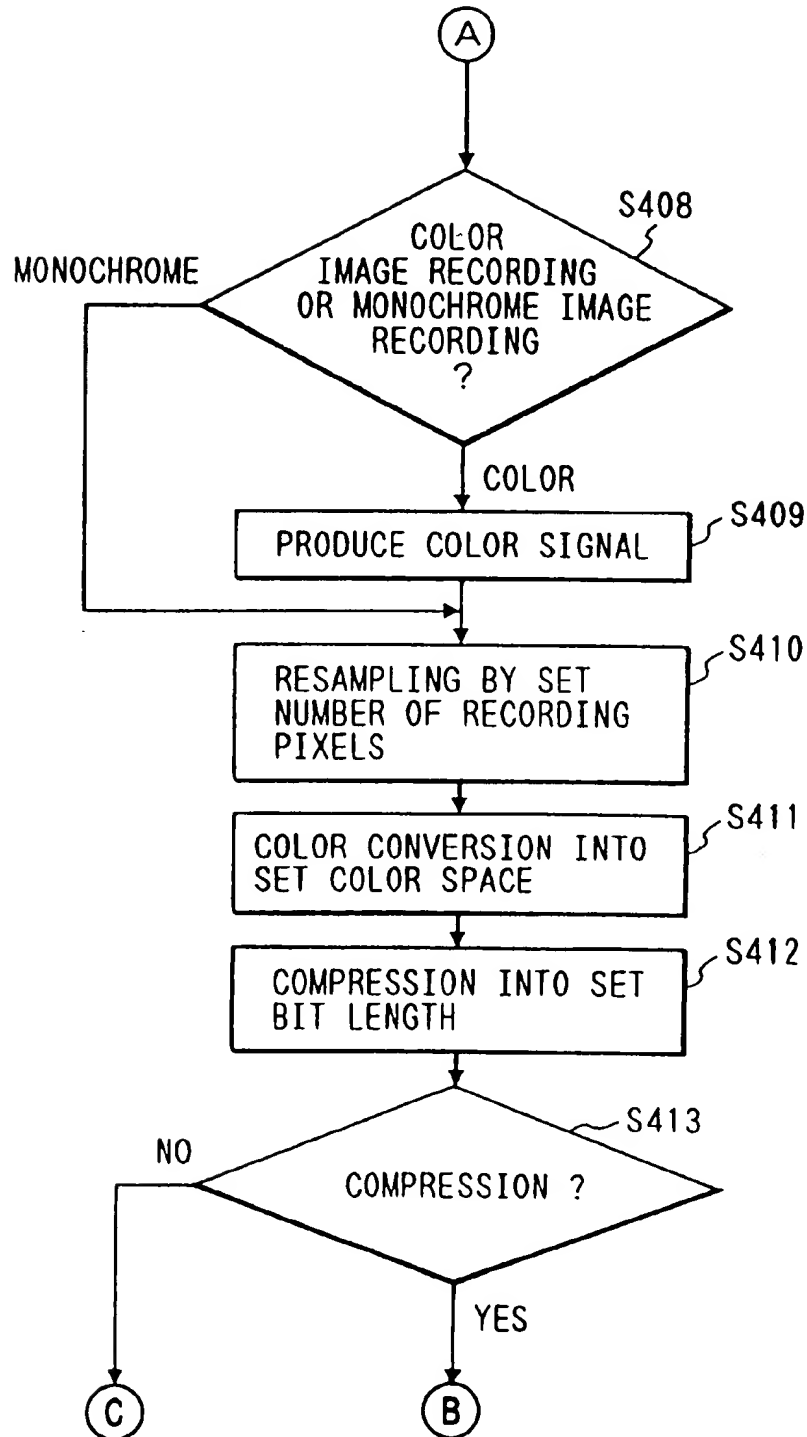 A
S408
COLOR
IMAGE RECORDING
OR MONOCHROME IMAGE
RECORDING
?
MONOCHROME
COLOR
S409
PRODUCE COLOR SIGNAL
S410
RESAMPLING BY SET
NUMBER OF RECORDING
PIXELS
S411
COLOR CONVERSION INTO
SET COLOR SPACE
S412
COMPRESSION INTO SET
BIT LENGTH
S413
NO
COMPRESSION ?
YES
C
B